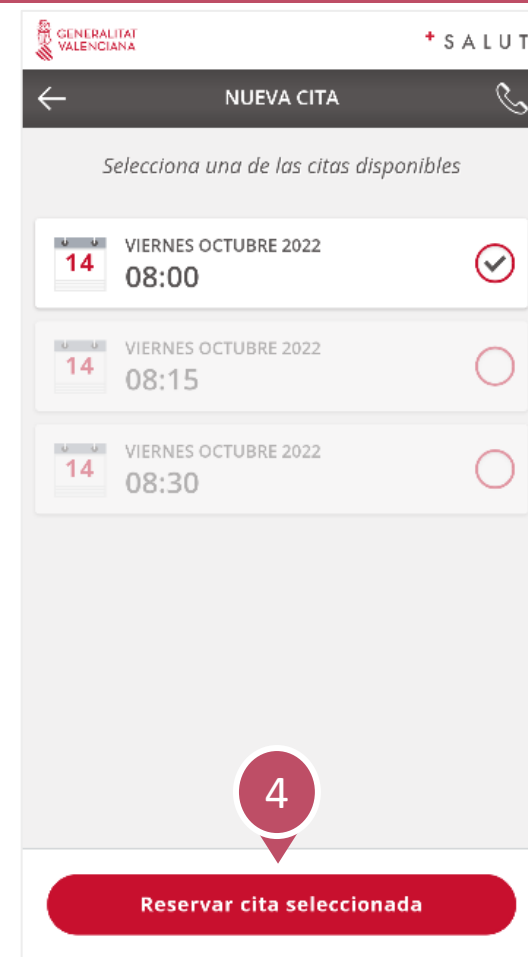 GENERALITAT
VALENCIANA
+SALUT
NUEVA CITA
Selecciona una de las citas disponibles
14
VIERNES OCTUBRE 2022
08:00
14
VIERNES OCTUBRE 2022
08:15
14
VIERNES OCTUBRE 2022
08:30
4
Reservar cita seleccionada